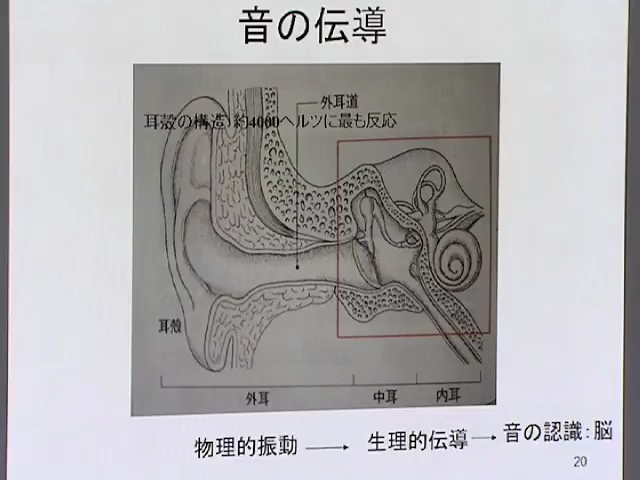 音の伝導
外耳道
耳殻の構造：約4000ヘルツに最も反応
耳殻
外耳
中耳
内耳
物理的振動 → 生理的伝導 → 音の認識：脳
20